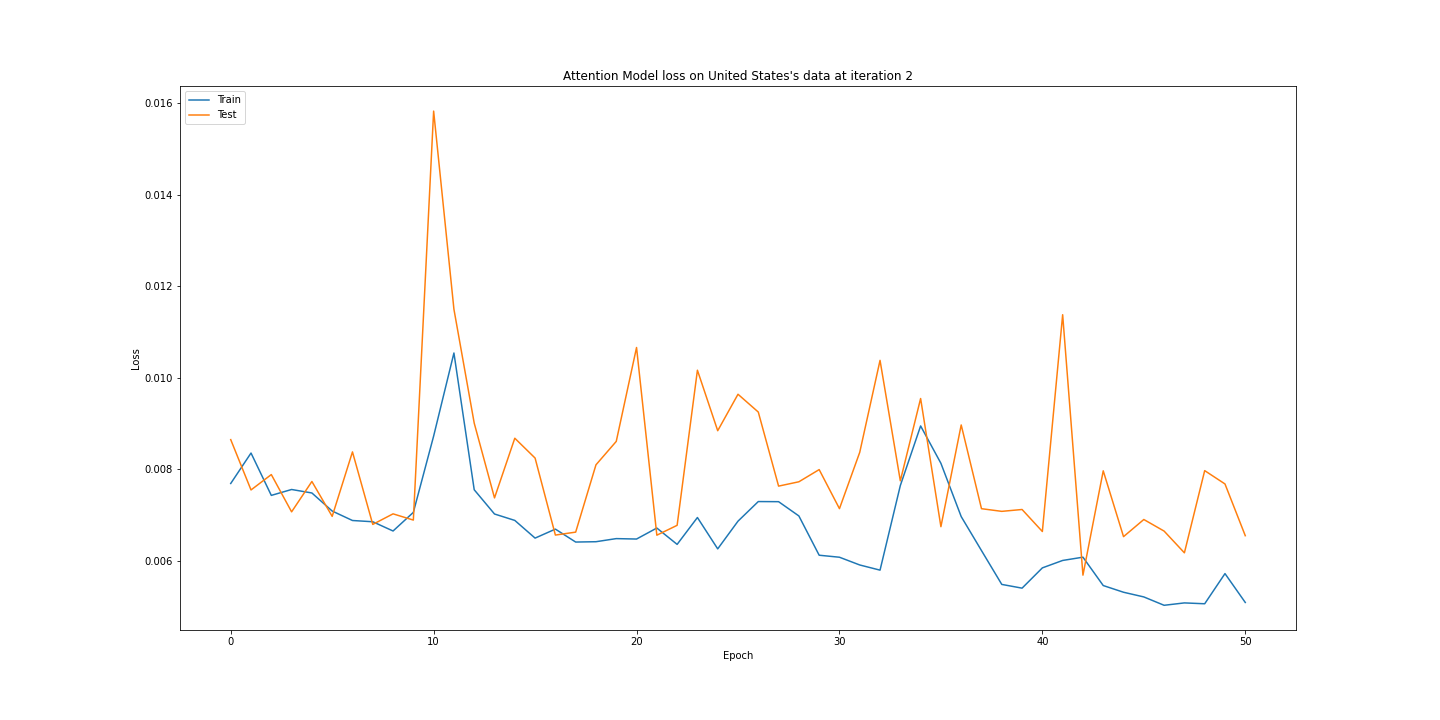 Attention Model loss on United States's data at iteration 2
Train
Test
0.016
0.014
0.012
0.010
0.008
0.006
Loss
0
10
20
30
40
50
Epoch